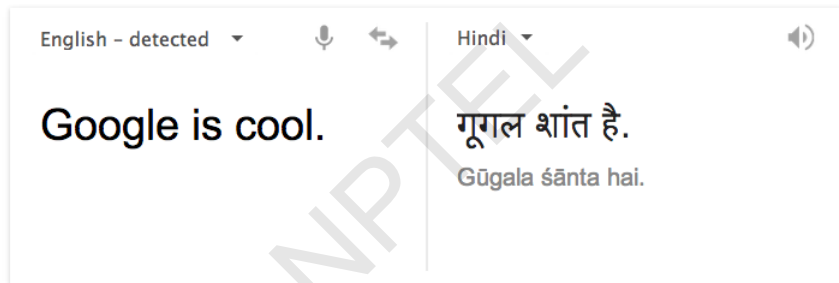 English – detected
Hindi
Google is cool.
गूगल शांत है.
Gūgala śānta hai.
NPTEL